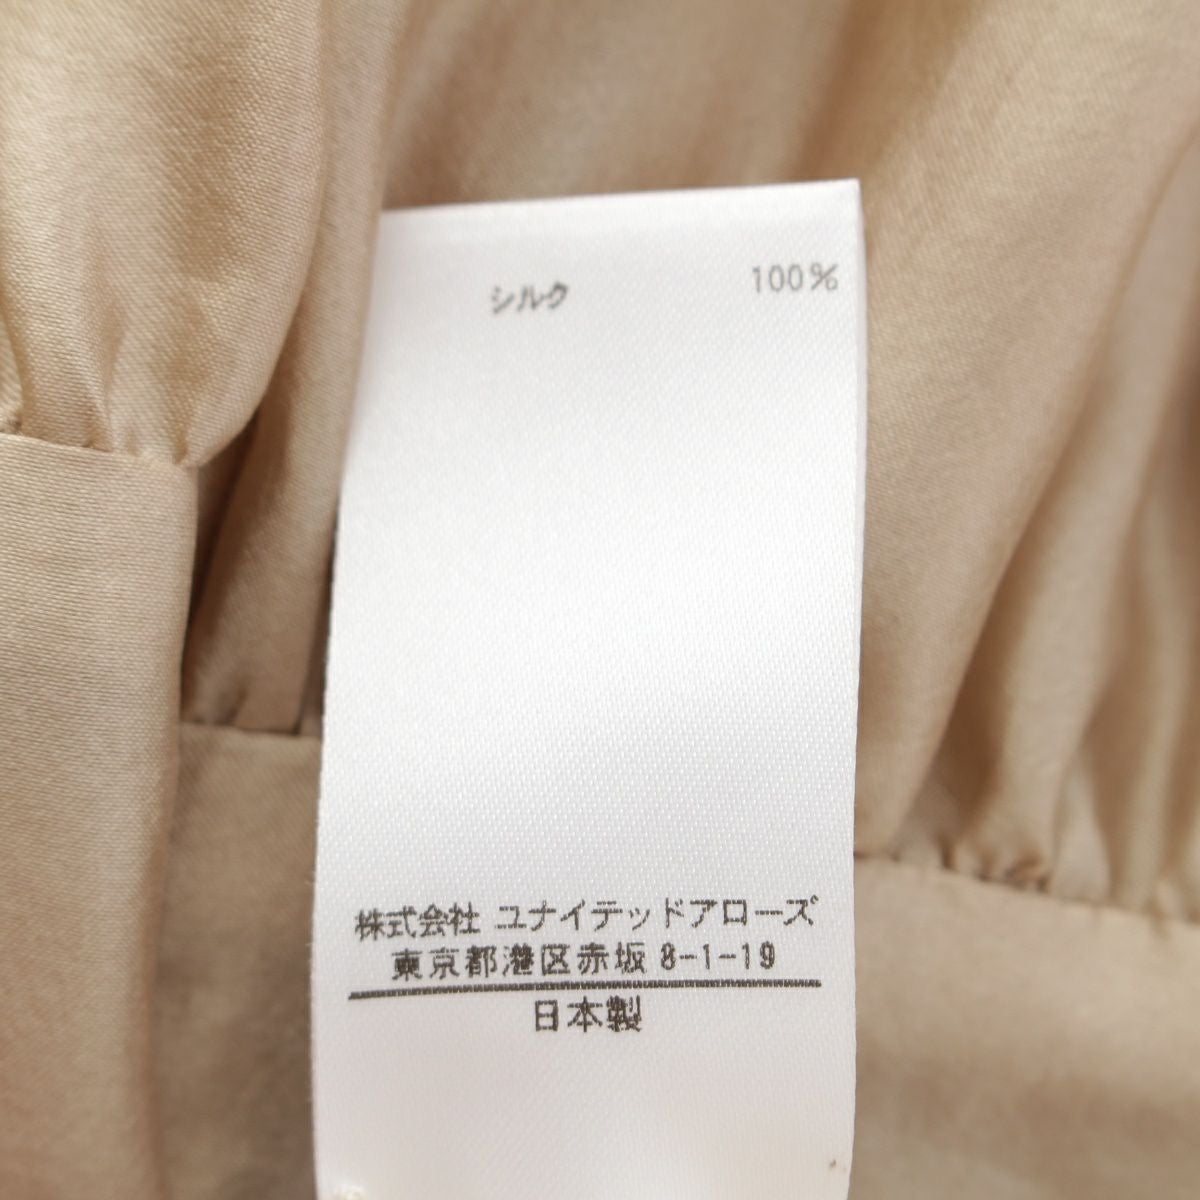 シルク 100%
株式会社 ユナイテッドアローズ
東京都港区赤坂 8-1-19
日本製